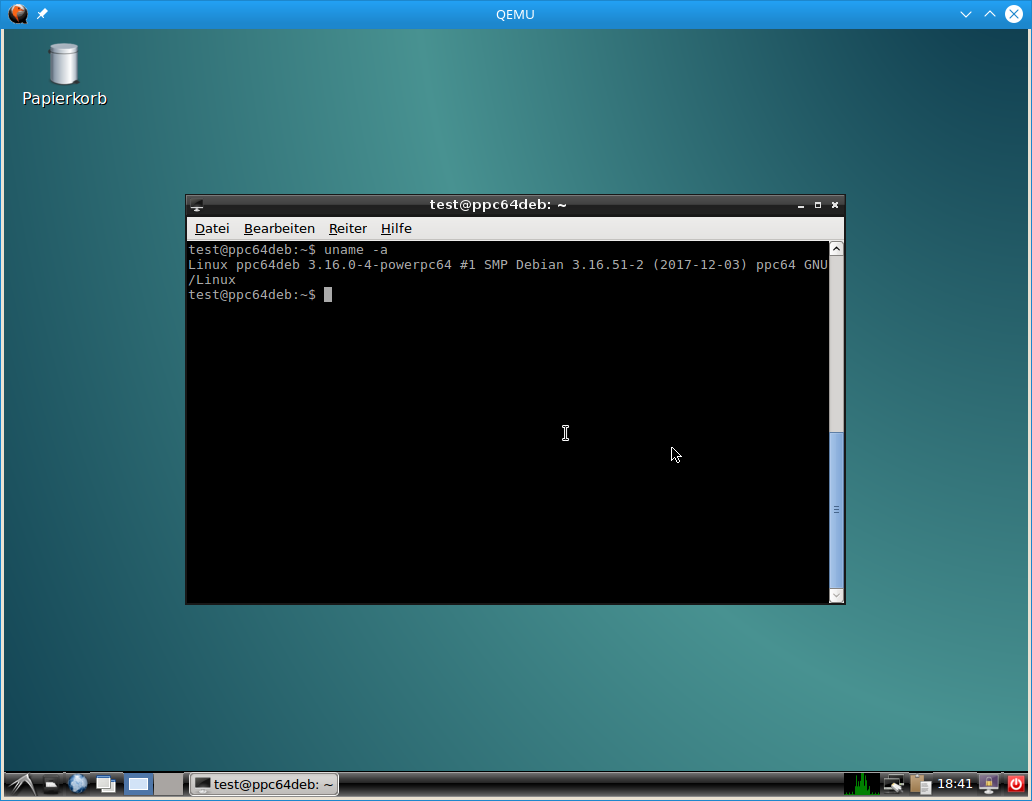 QEMU
Papierkorb
test@ppc64deb: ~
Datei Bearbeiten Reiter Hilfe
test@ppc64deb:~$ uname -a
Linux ppc64deb 3.16.0-4-powerpc64 #1 SMP Debian 3.16.51-2 (2017-12-03) ppc64 GNU
/Linux
test@ppc64deb:~$
test@ppc64deb: ~ 18:41